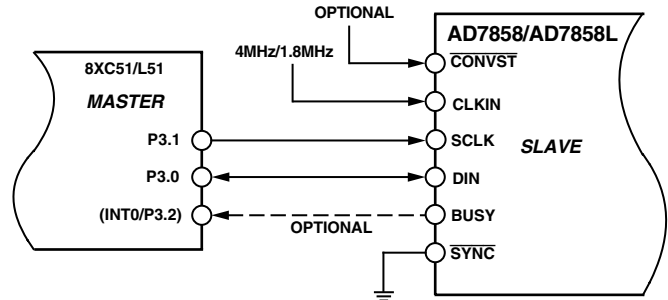 OPTIONAL
AD7858/AD7858L
4MHz/1.8MHz
CONVST
8XC51/L51
MASTER
CLKIN
P3.1
SCLK
SLAVE
P3.0
DIN
(INT0/P3.2)
BUSY
OPTIONAL
SYNC